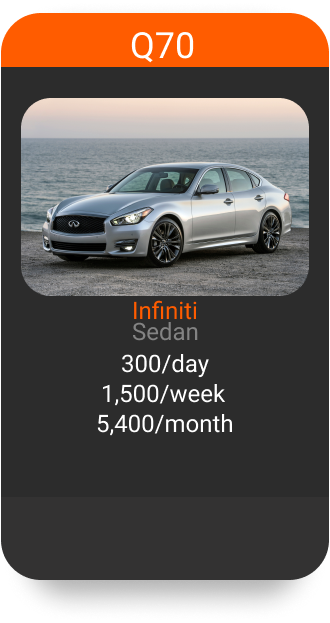 Q70
Infiniti
Sedan
300/day
1,500/week
5,400/month